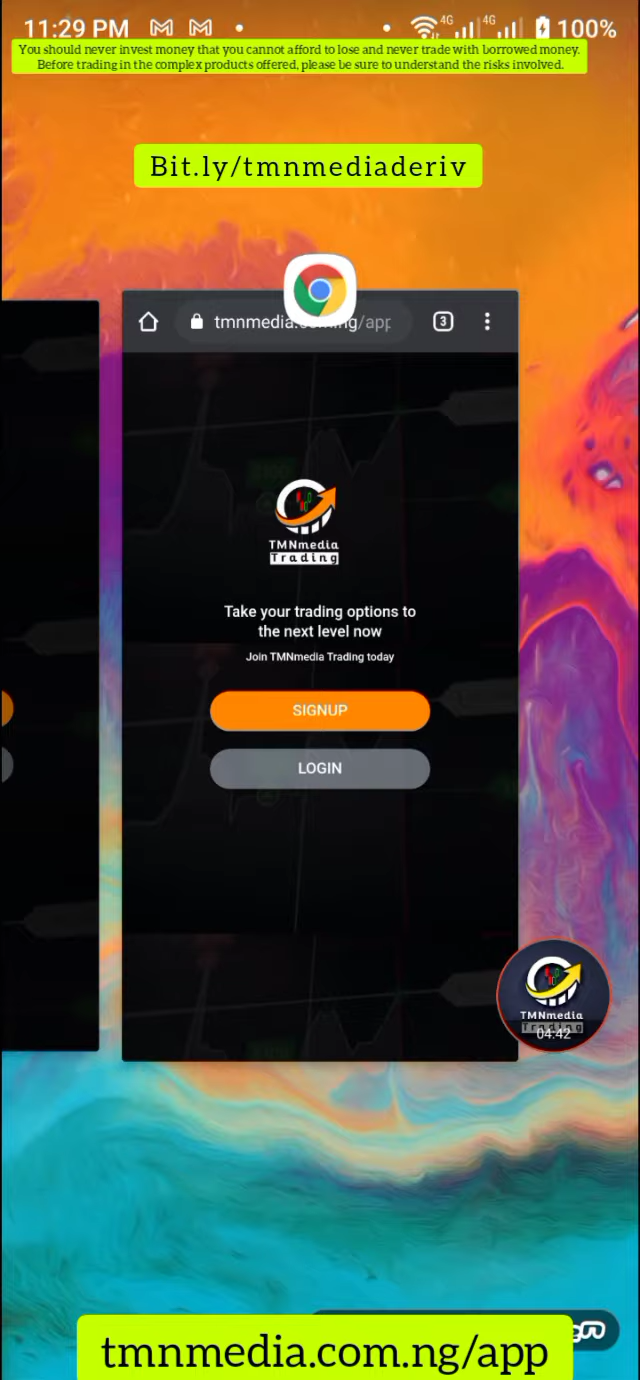 11:29 PM
4G
4G
100%
You should never invest money that you cannot afford to lose and never trade with borrowed money.
Before trading in the complex products offered, please be sure to understand the risks involved.
Bit.ly/tmnmediaderiv
tmnmedia.com.ng/app
3
TMNmedia
Trading
Take your trading options to
the next level now
Join TMNmedia Trading today
SIGNUP
LOGIN
TMNmedia
Trading
04:42
tmnmedia.com.ng/app